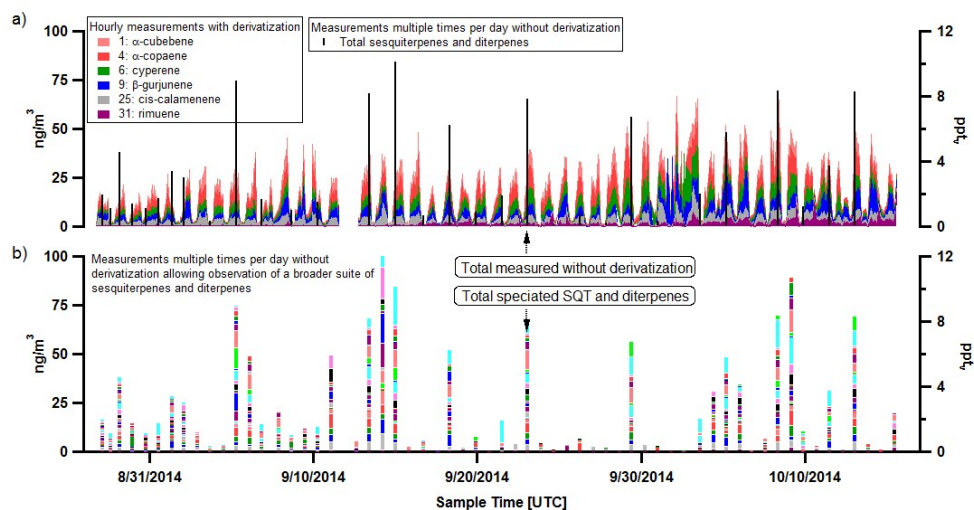 a)
100
75
50
25
0
ng/m³
Hourly measurements with derivatization
1: α-cubebene
4: α-copaene
6: cyperene
9: β-gurjunene
25: cis-calamenene
31: rimuene
Measurements multiple times per day without derivatization
Total sesquiterpenes and diterpenes
12
8
4
0
pptᵥ
b)
100
75
50
25
0
ng/m³
Measurements multiple times per day without
derivatization allowing observation of a broader suite of
sesquiterpenes and diterpenes
Total measured without derivatization
Total speciated SQT and diterpenes
12
8
4
0
pptᵥ
8/31/2014
9/10/2014
9/20/2014
9/30/2014
10/10/2014
Sample Time [UTC]